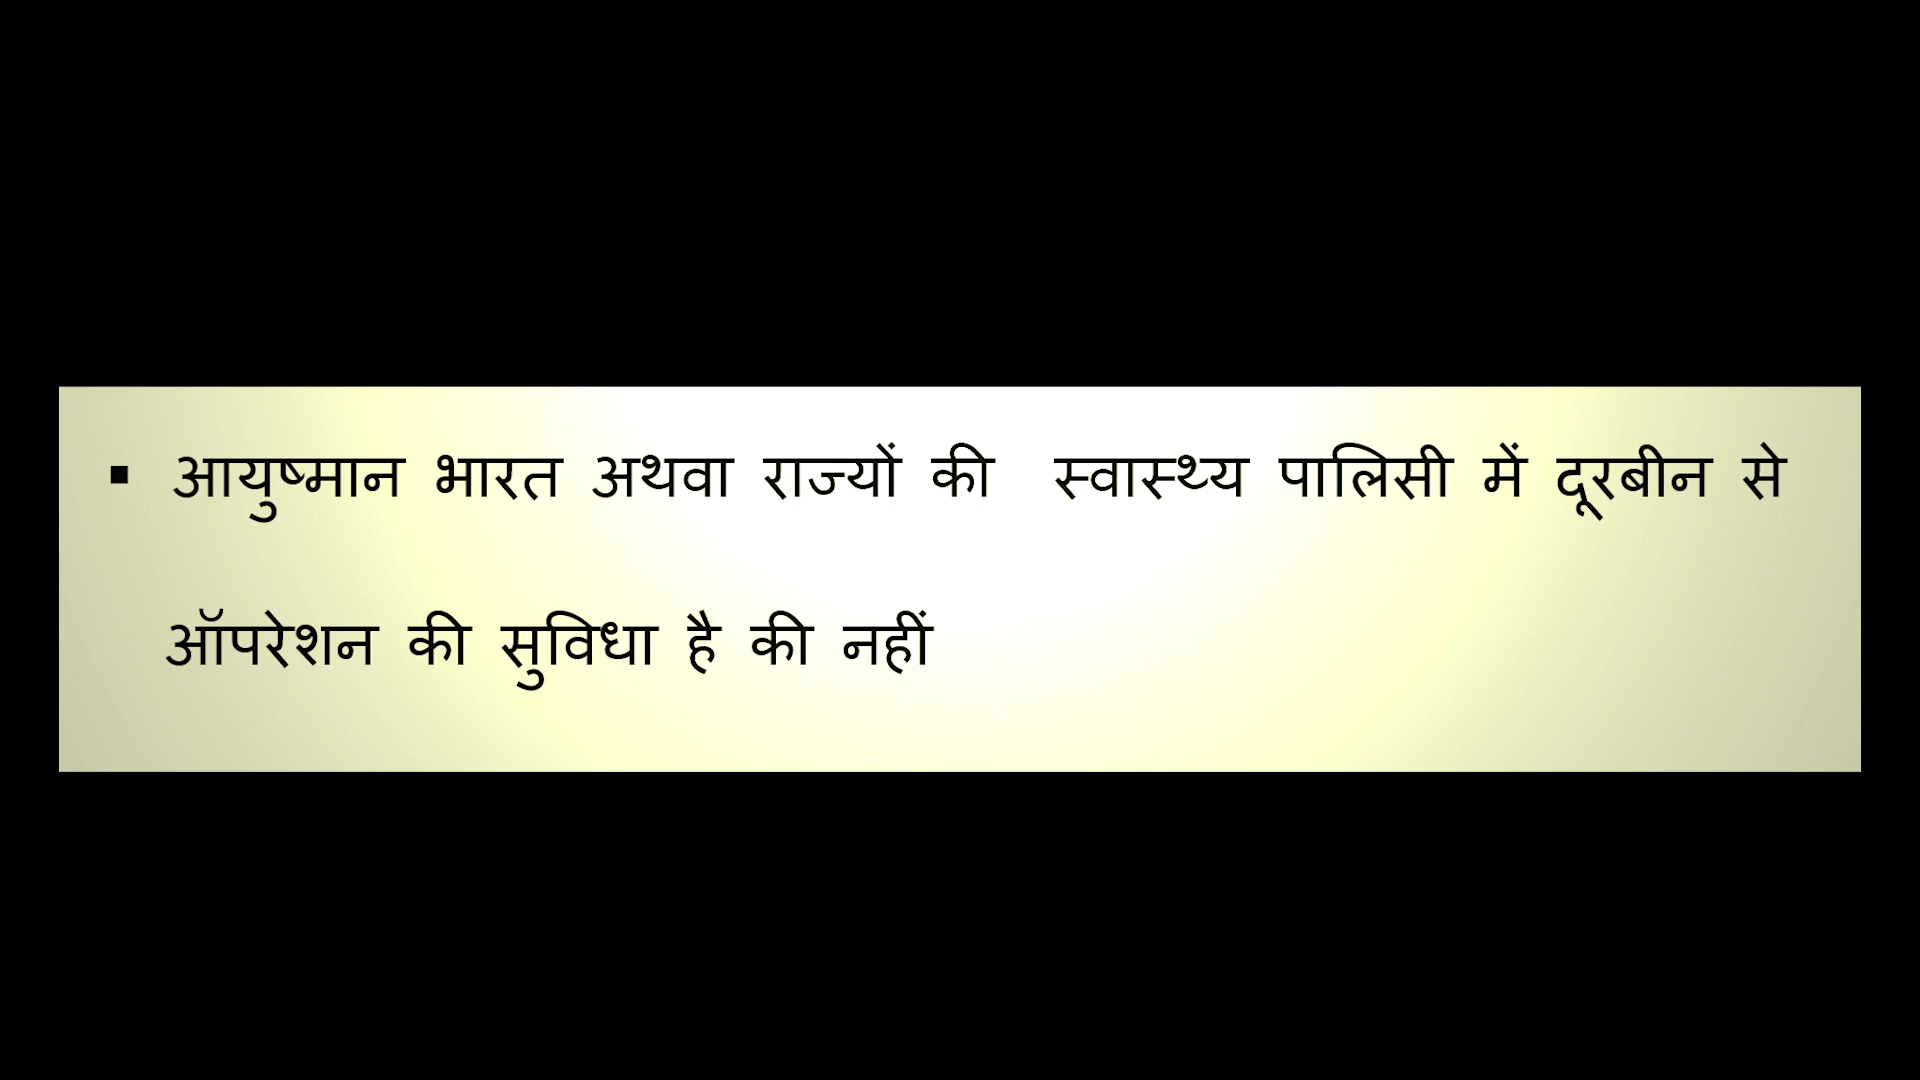 ▪ आयुष्मान भारत अथवा राज्यों की स्वास्थ्य पालिसी में दूरबीन से
ऑपरेशन की सुविधा है की नहीं